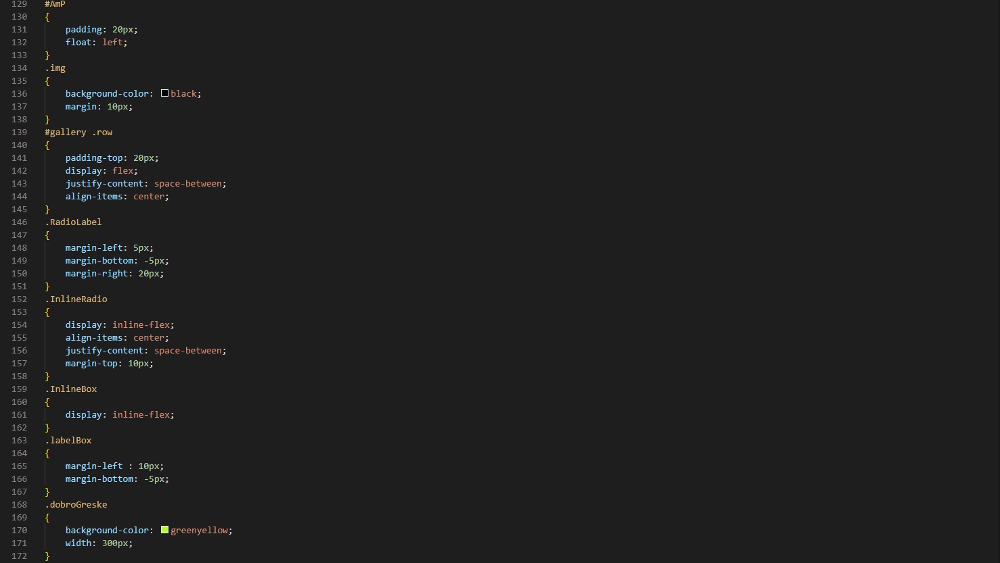 129 #AmP
130 {
131     padding: 20px;
132     float: left;
133 }
134 .img
135 {
136     background-color: black;
137     margin: 10px;
138 }
139 #gallery .row
140 {
141     padding-top: 20px;
142     display: flex;
143     justify-content: space-between;
144     align-items: center;
145 }
146 .RadioLabel
147 {
148     margin-left: 5px;
149     margin-bottom: -5px;
150     margin-right: 20px;
151 }
152 .InlineRadio
153 {
154     display: inline-flex;
155     align-items: center;
156     justify-content: space-between;
157     margin-top: 10px;
158 }
159 .InlineBox
160 {
161     display: inline-flex;
162 }
163 .labelBox
164 {
165     margin-left : 10px;
166     margin-bottom: -5px;
167 }
168 .dobroGreske
169 {
170     background-color: greenyellow;
171     width: 300px;
172 }